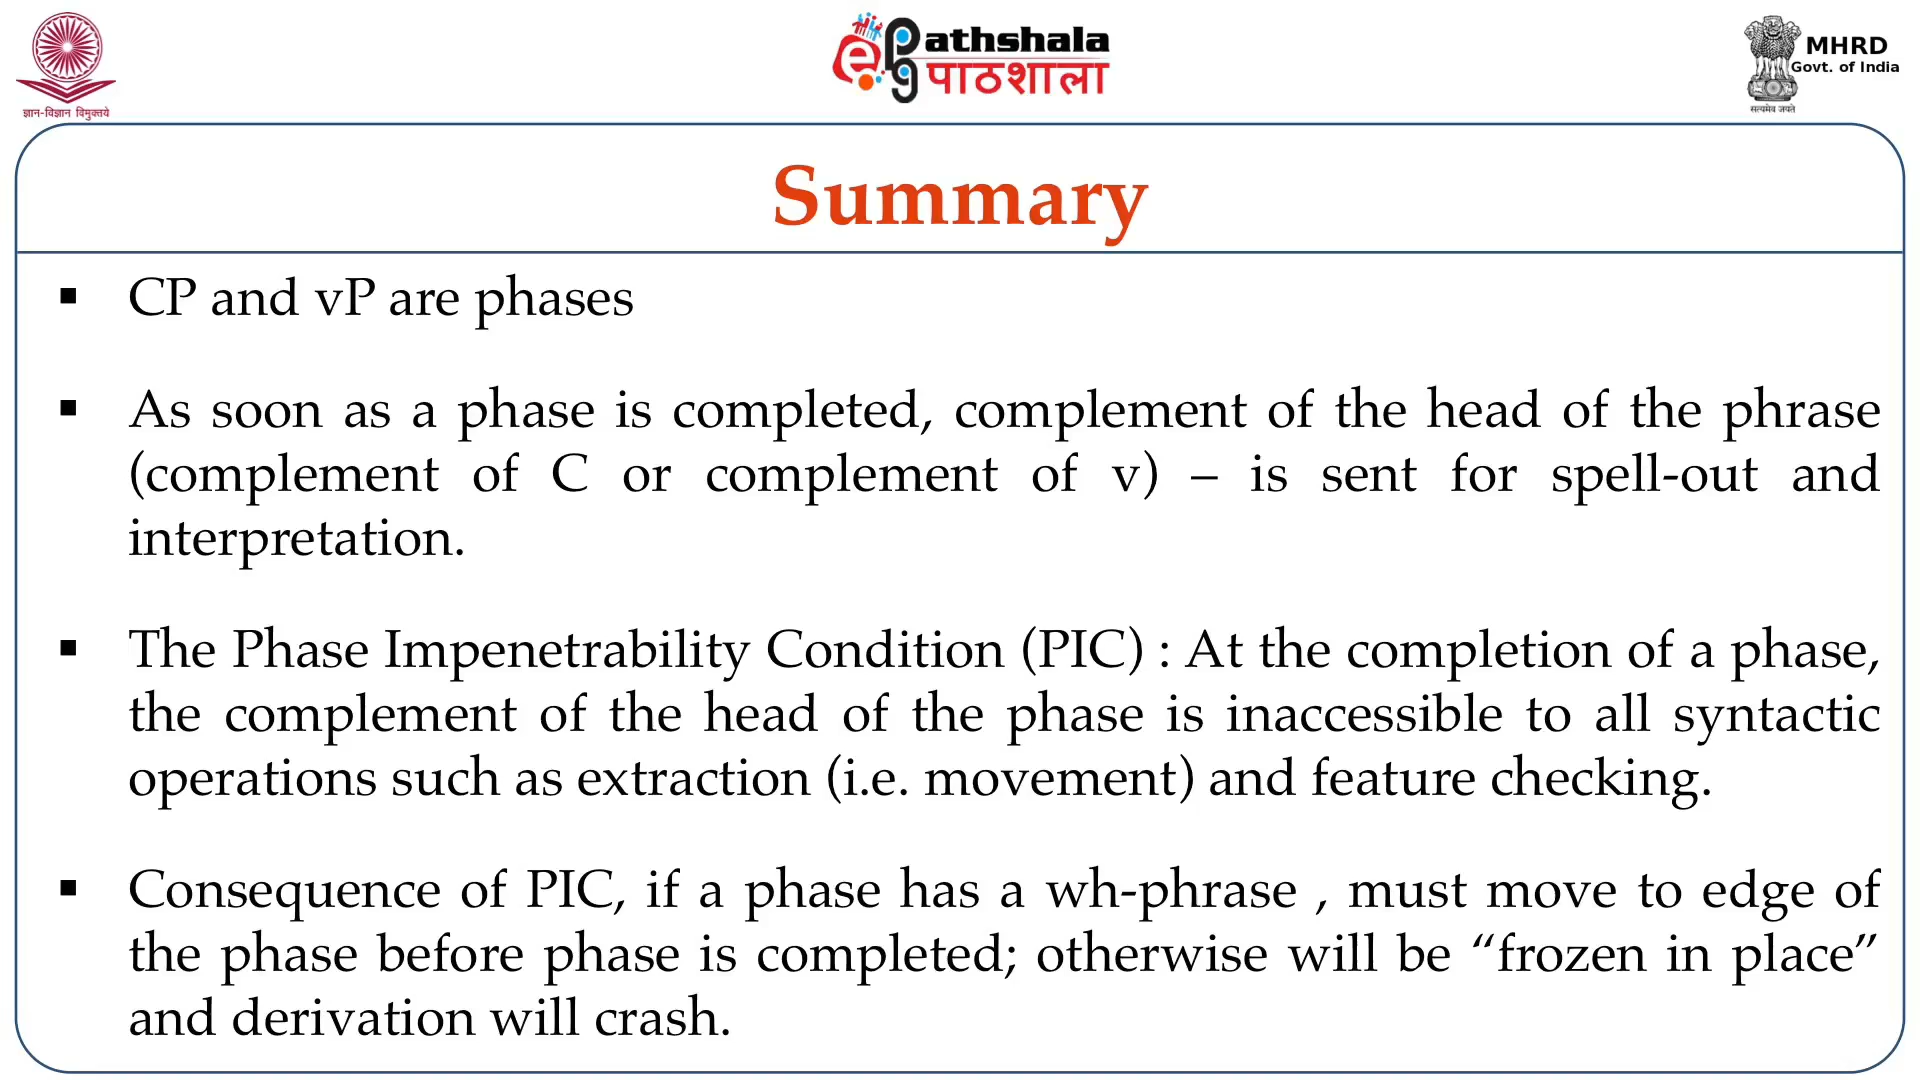 ज्ञान-विज्ञान विमुक्तये
ePg
athshala
पाठशाला
MHRD
Govt. of India
सत्यमेव जयते
Summary
▪ CP and vP are phases
▪ As soon as a phase is completed, complement of the head of the phrase
(complement of C or complement of v) – is sent for spell-out and
interpretation.
▪ The Phase Impenetrability Condition (PIC) : At the completion of a phase,
the complement of the head of the phase is inaccessible to all syntactic
operations such as extraction (i.e. movement) and feature checking.
▪ Consequence of PIC, if a phase has a wh-phrase , must move to edge of
the phase before phase is completed; otherwise will be “frozen in place”
and derivation will crash.